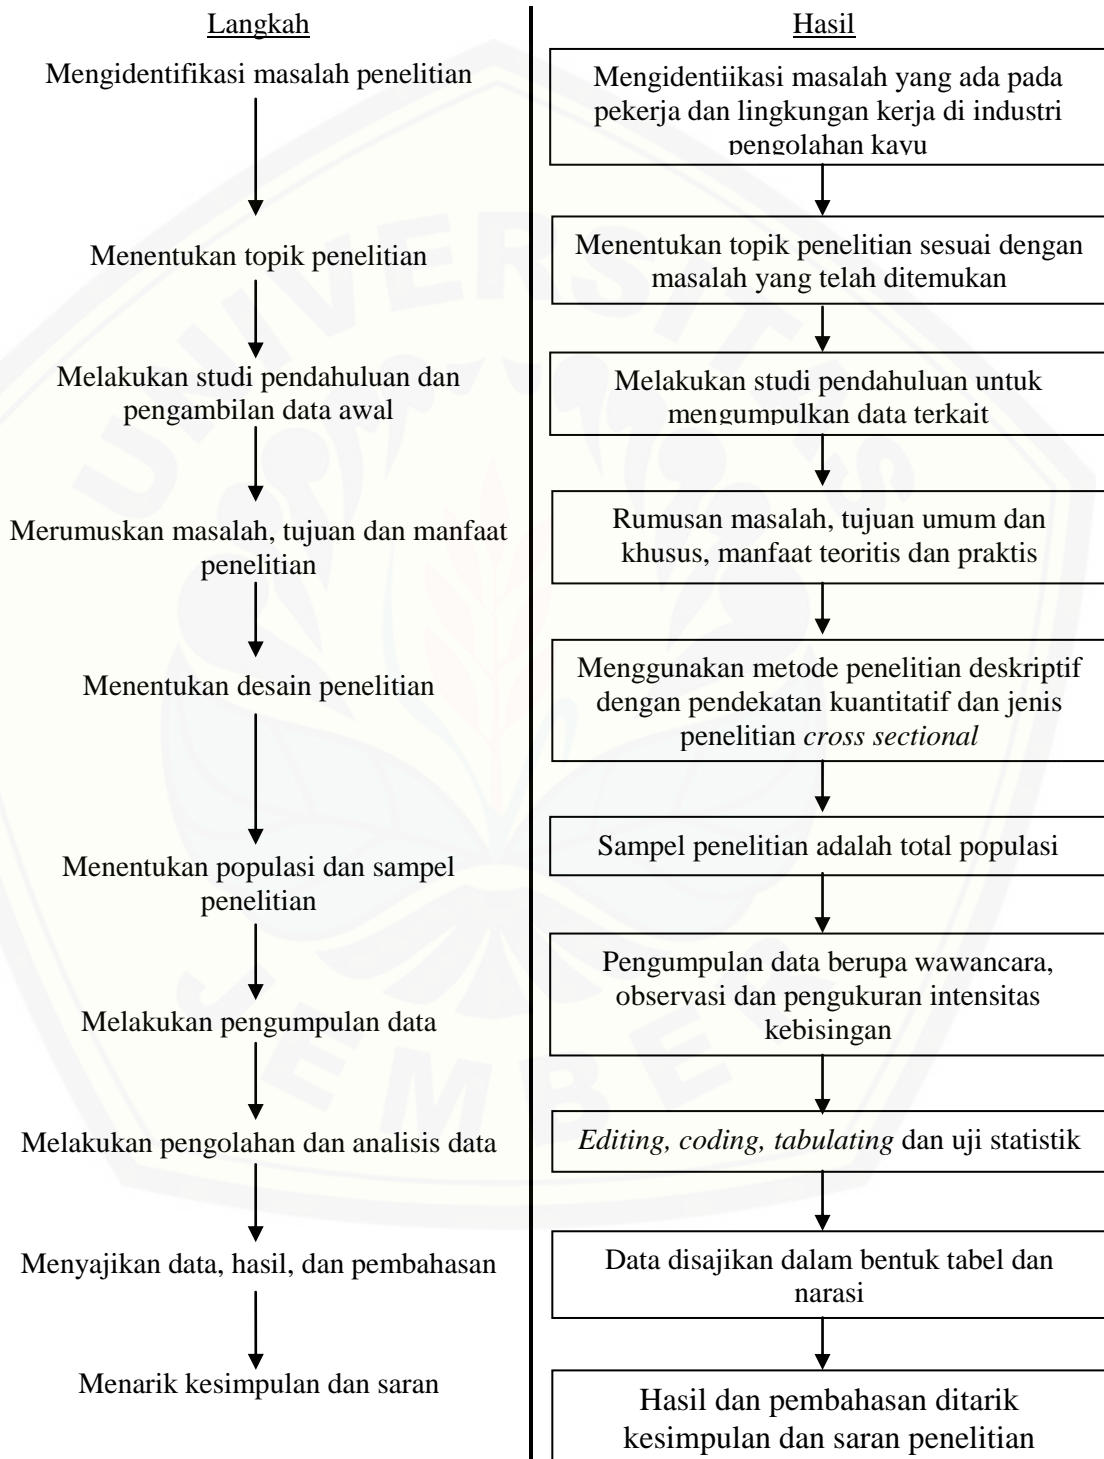 Langkah
Mengidentifikasi masalah penelitian
Menentukan topik penelitian
Melakukan studi pendahuluan dan
pengambilan data awal
Merumuskan masalah, tujuan dan manfaat
penelitian
Menentukan desain penelitian
Menentukan populasi dan sampel
penelitian
Melakukan pengumpulan data
Melakukan pengolahan dan analisis data
Menyajikan data, hasil, dan pembahasan
Menarik kesimpulan dan saran
Hasil
Mengidentiikasi masalah yang ada pada
pekerja dan lingkungan kerja di industri
pengolahan kayu
Menentukan topik penelitian sesuai dengan
masalah yang telah ditemukan
Melakukan studi pendahuluan untuk
mengumpulkan data terkait
Rumusan masalah, tujuan umum dan
khusus, manfaat teoritis dan praktis
Menggunakan metode penelitian deskriptif
dengan pendekatan kuantitatif dan jenis
penelitian cross sectional
Sampel penelitian adalah total populasi
Pengumpulan data berupa wawancara,
observasi dan pengukuran intensitas
kebisingan
Editing, coding, tabulating dan uji statistik
Data disajikan dalam bentuk tabel dan
narasi
Hasil dan pembahasan ditarik
kesimpulan dan saran penelitian
UNIVERSITAS
JEMBER